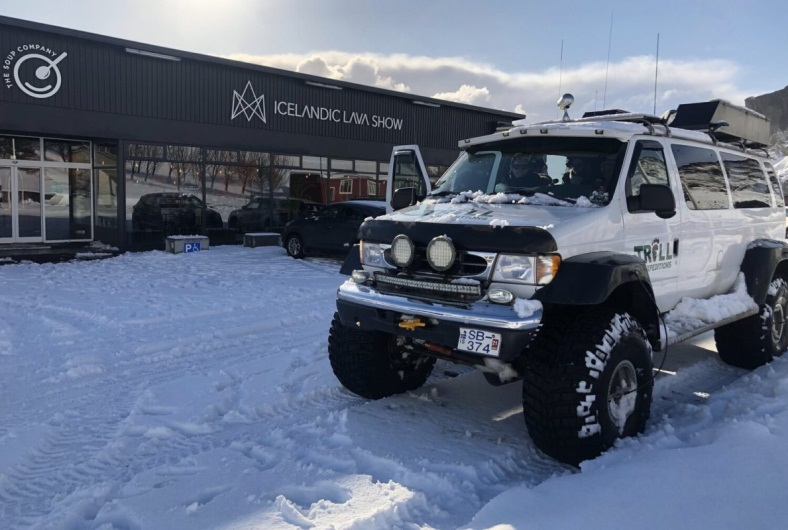 THE SOUP COMPANY
ICELANDIC LAVA SHOW
TROLL
EXPEDITIONS
SB-
374